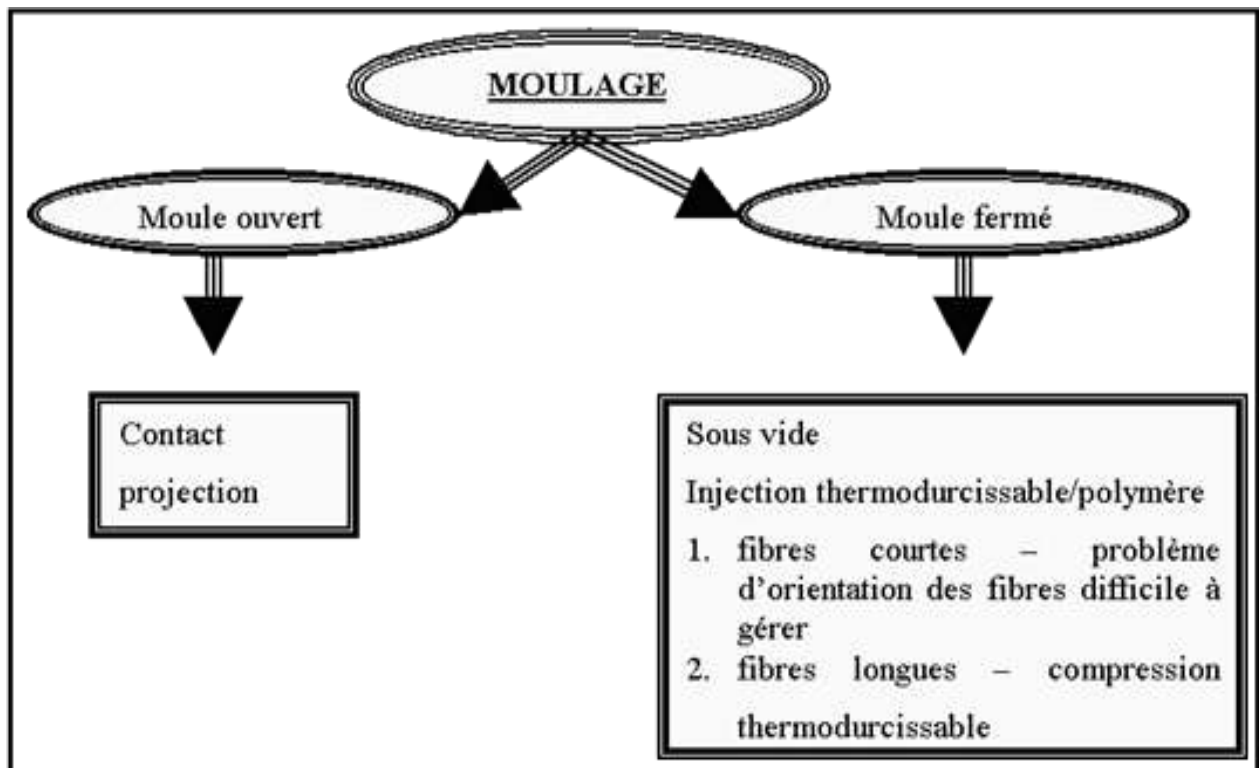 MOULAGE
Moule ouvert
Moule fermé
Contact
projection
Sous vide
Injection thermodurcissable/polymère
1. fibres courtes – problème
d’orientation des fibres difficile à
gérer
2. fibres longues – compression
thermodurcissable